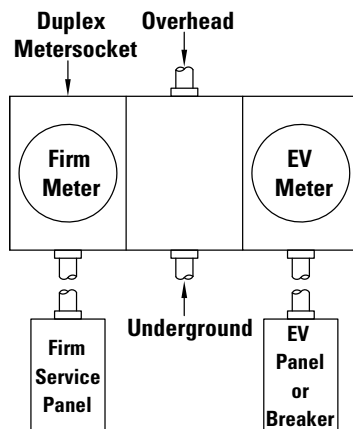 Duplex
Metersocket
Overhead
Firm
Meter
EV
Meter
Underground
Firm
Service
Panel
EV
Panel
or
Breaker